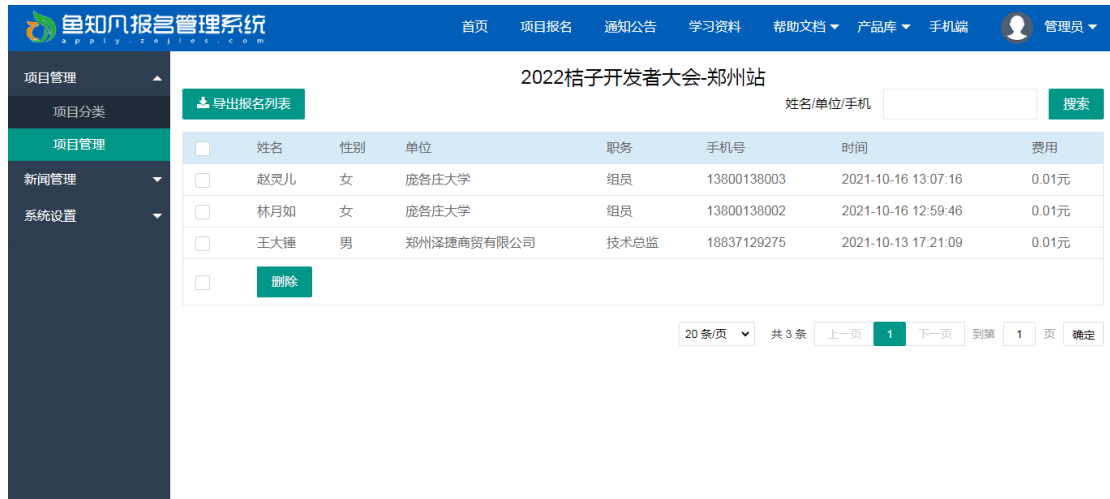 鱼知凡报名管理系统
apply.zejies.com
首页 项目报名 通知公告 学习资料 帮助文档 产品库 手机端 管理员
项目管理
项目分类
项目管理
新闻管理
系统设置
2022桔子开发者大会-郑州站
导出报名列表 姓名/单位/手机 搜索
姓名 性别 单位 职务 手机号 时间 费用
赵灵儿 女 庞各庄大学 组员 13800138003 2021-10-16 13:07:16 0.01元
林月如 女 庞各庄大学 组员 13800138002 2021-10-16 12:59:46 0.01元
王大锤 男 郑州泽捷商贸有限公司 技术总监 18837129275 2021-10-13 17:21:09 0.01元
删除
20 条/页 共 3 条 上一页 1 下一页 到第 1 页 确定